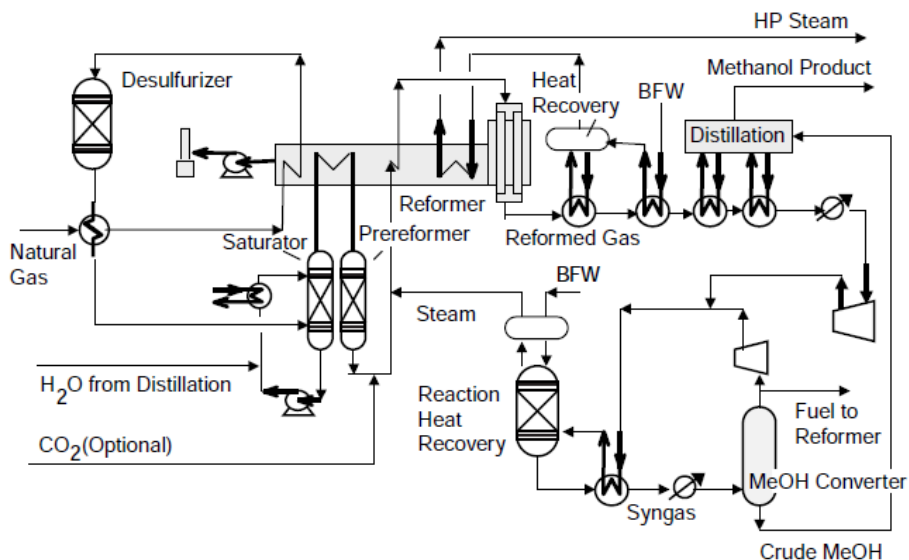 HP Steam
Desulfurizer
Heat
Recovery
BFW
Methanol Product
Distillation
Reformer
Reformed Gas
Natural
Gas
Saturator
Prereformer
Steam
BFW
H2O from Distillation
CO2(Optional)
Reaction
Heat
Recovery
Fuel to
Reformer
MeOH Converter
Syngas
Crude MeOH